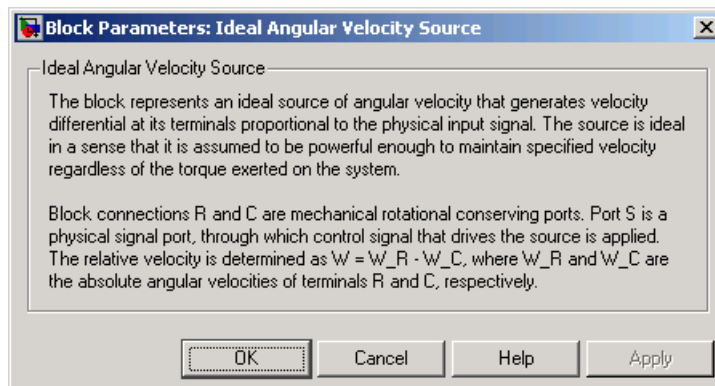 Block Parameters: Ideal Angular Velocity Source
Ideal Angular Velocity Source
The block represents an ideal source of angular velocity that generates velocity
differential at its terminals proportional to the physical input signal. The source is ideal
in a sense that it is assumed to be powerful enough to maintain specified velocity
regardless of the torque exerted on the system.
Block connections R and C are mechanical rotational conserving ports. Port S is a
physical signal port, through which control signal that drives the source is applied.
The relative velocity is determined as W = W_R - W_C, where W_R and W_C are
the absolute angular velocities of terminals R and C, respectively.
OK Cancel Help Apply